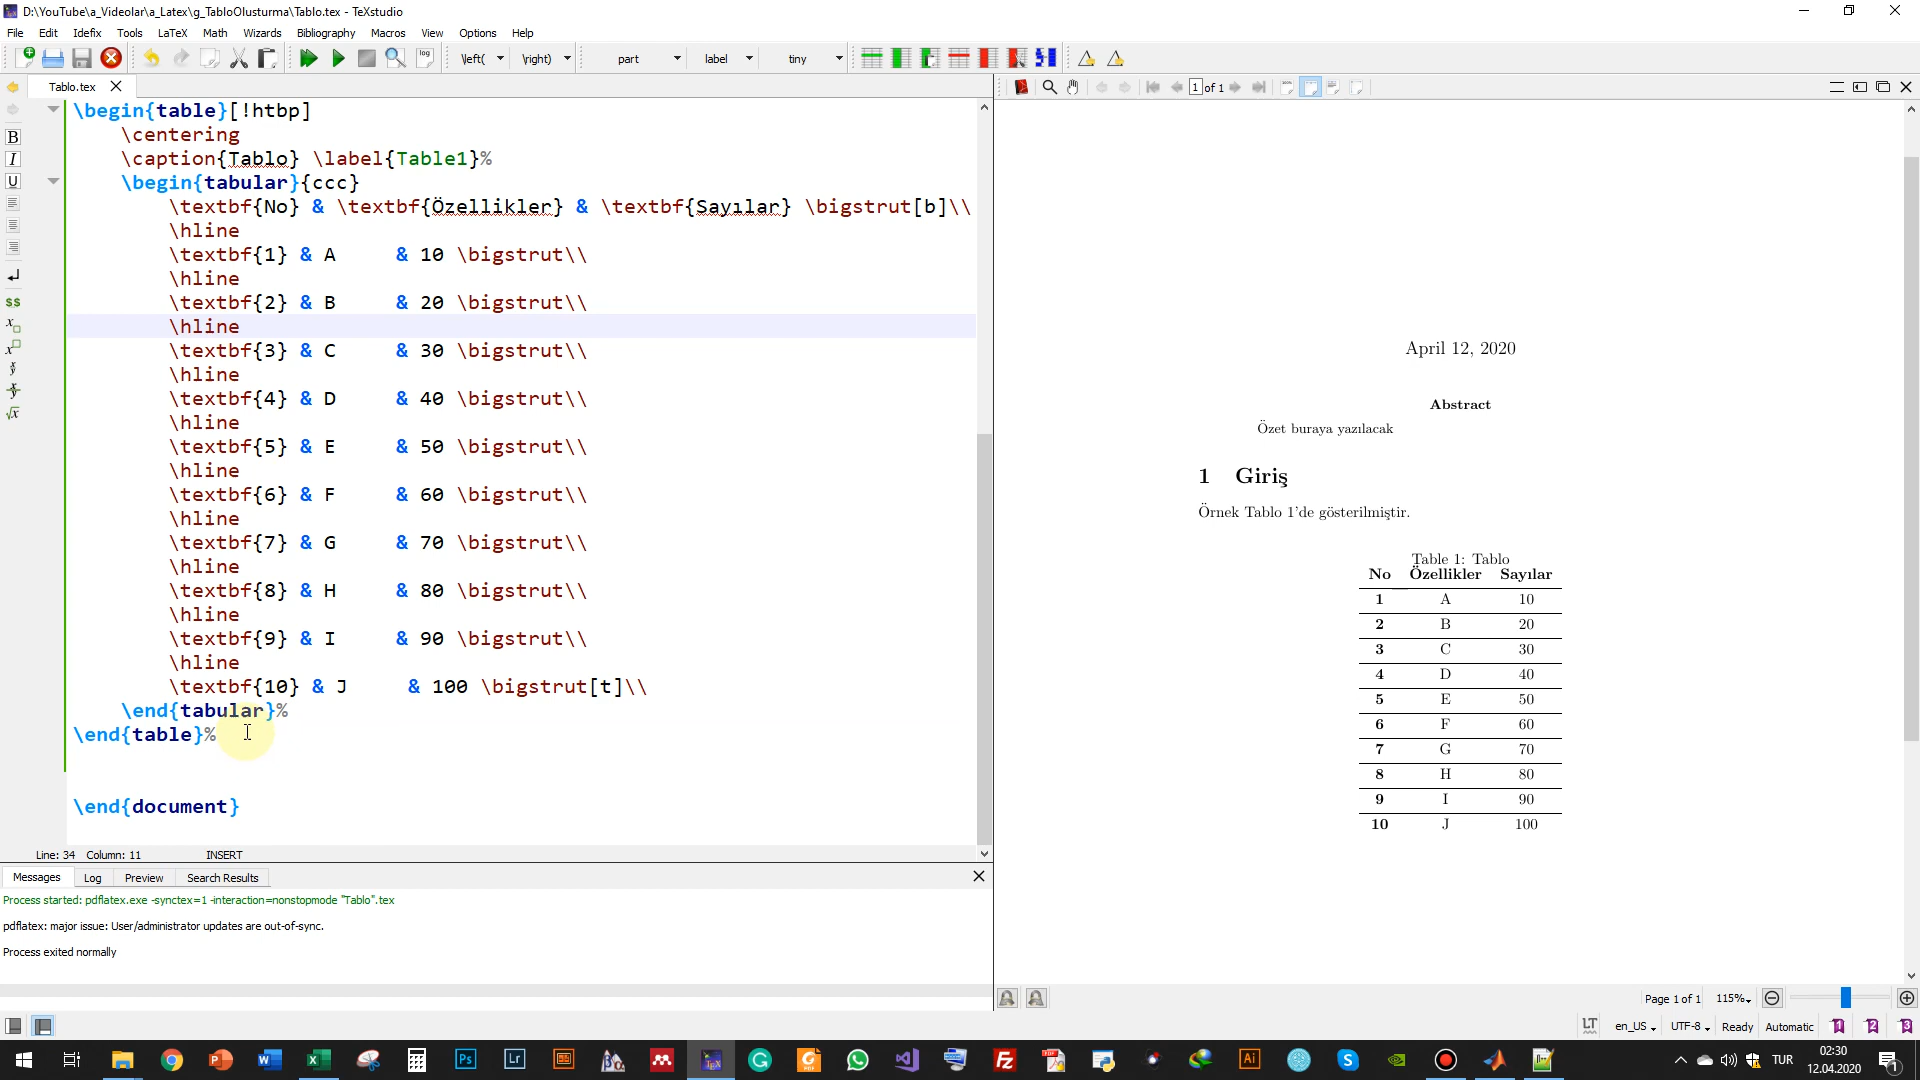 D:\YouTube\a_Videolar\a_Latex\g_TabloOlusturma\Tablo.tex - TeXstudio
File Edit Idefix Tools LaTeX Math Wizards Bibliography Macros View Options Help
log \left( \right) part label tiny
Tablo.tex
1 of 1
\begin{table}[!htbp]
\centering
\caption{Tablo} \label{Table1}%
\begin{tabular}{ccc}
\textbf{No} & \textbf{Özellikler} & \textbf{Sayılar} \bigstrut[b]\\
\hline
\textbf{1} & A & 10 \bigstrut\\
\hline
\textbf{2} & B & 20 \bigstrut\\
\hline
\textbf{3} & C & 30 \bigstrut\\
\hline
\textbf{4} & D & 40 \bigstrut\\
\hline
\textbf{5} & E & 50 \bigstrut\\
\hline
\textbf{6} & F & 60 \bigstrut\\
\hline
\textbf{7} & G & 70 \bigstrut\\
\hline
\textbf{8} & H & 80 \bigstrut\\
\hline
\textbf{9} & I & 90 \bigstrut\\
\hline
\textbf{10} & J & 100 \bigstrut[t]\\
\end{tabular}%
\end{table}%
\end{document}
Line: 34 Column: 11 INSERT
Messages Log Preview Search Results
Process started: pdflatex.exe -synctex=1 -interaction=nonstopmode "Tablo".tex
pdflatex: major issue: User/administrator updates are out-of-sync.
Process exited normally
April 12, 2020
Abstract
Özet buraya yazılacak
1 Giriş
Örnek Tablo 1'de gösterilmiştir.
Table 1: Tablo
No Özellikler Sayılar
1 A 10
2 B 20
3 C 30
4 D 40
5 E 50
6 F 60
7 G 70
8 H 80
9 I 90
10 J 100
Page 1 of 1 115%
LT en_US UTF-8 Ready Automatic 1 2 3
TUR 02:30
12.04.2020